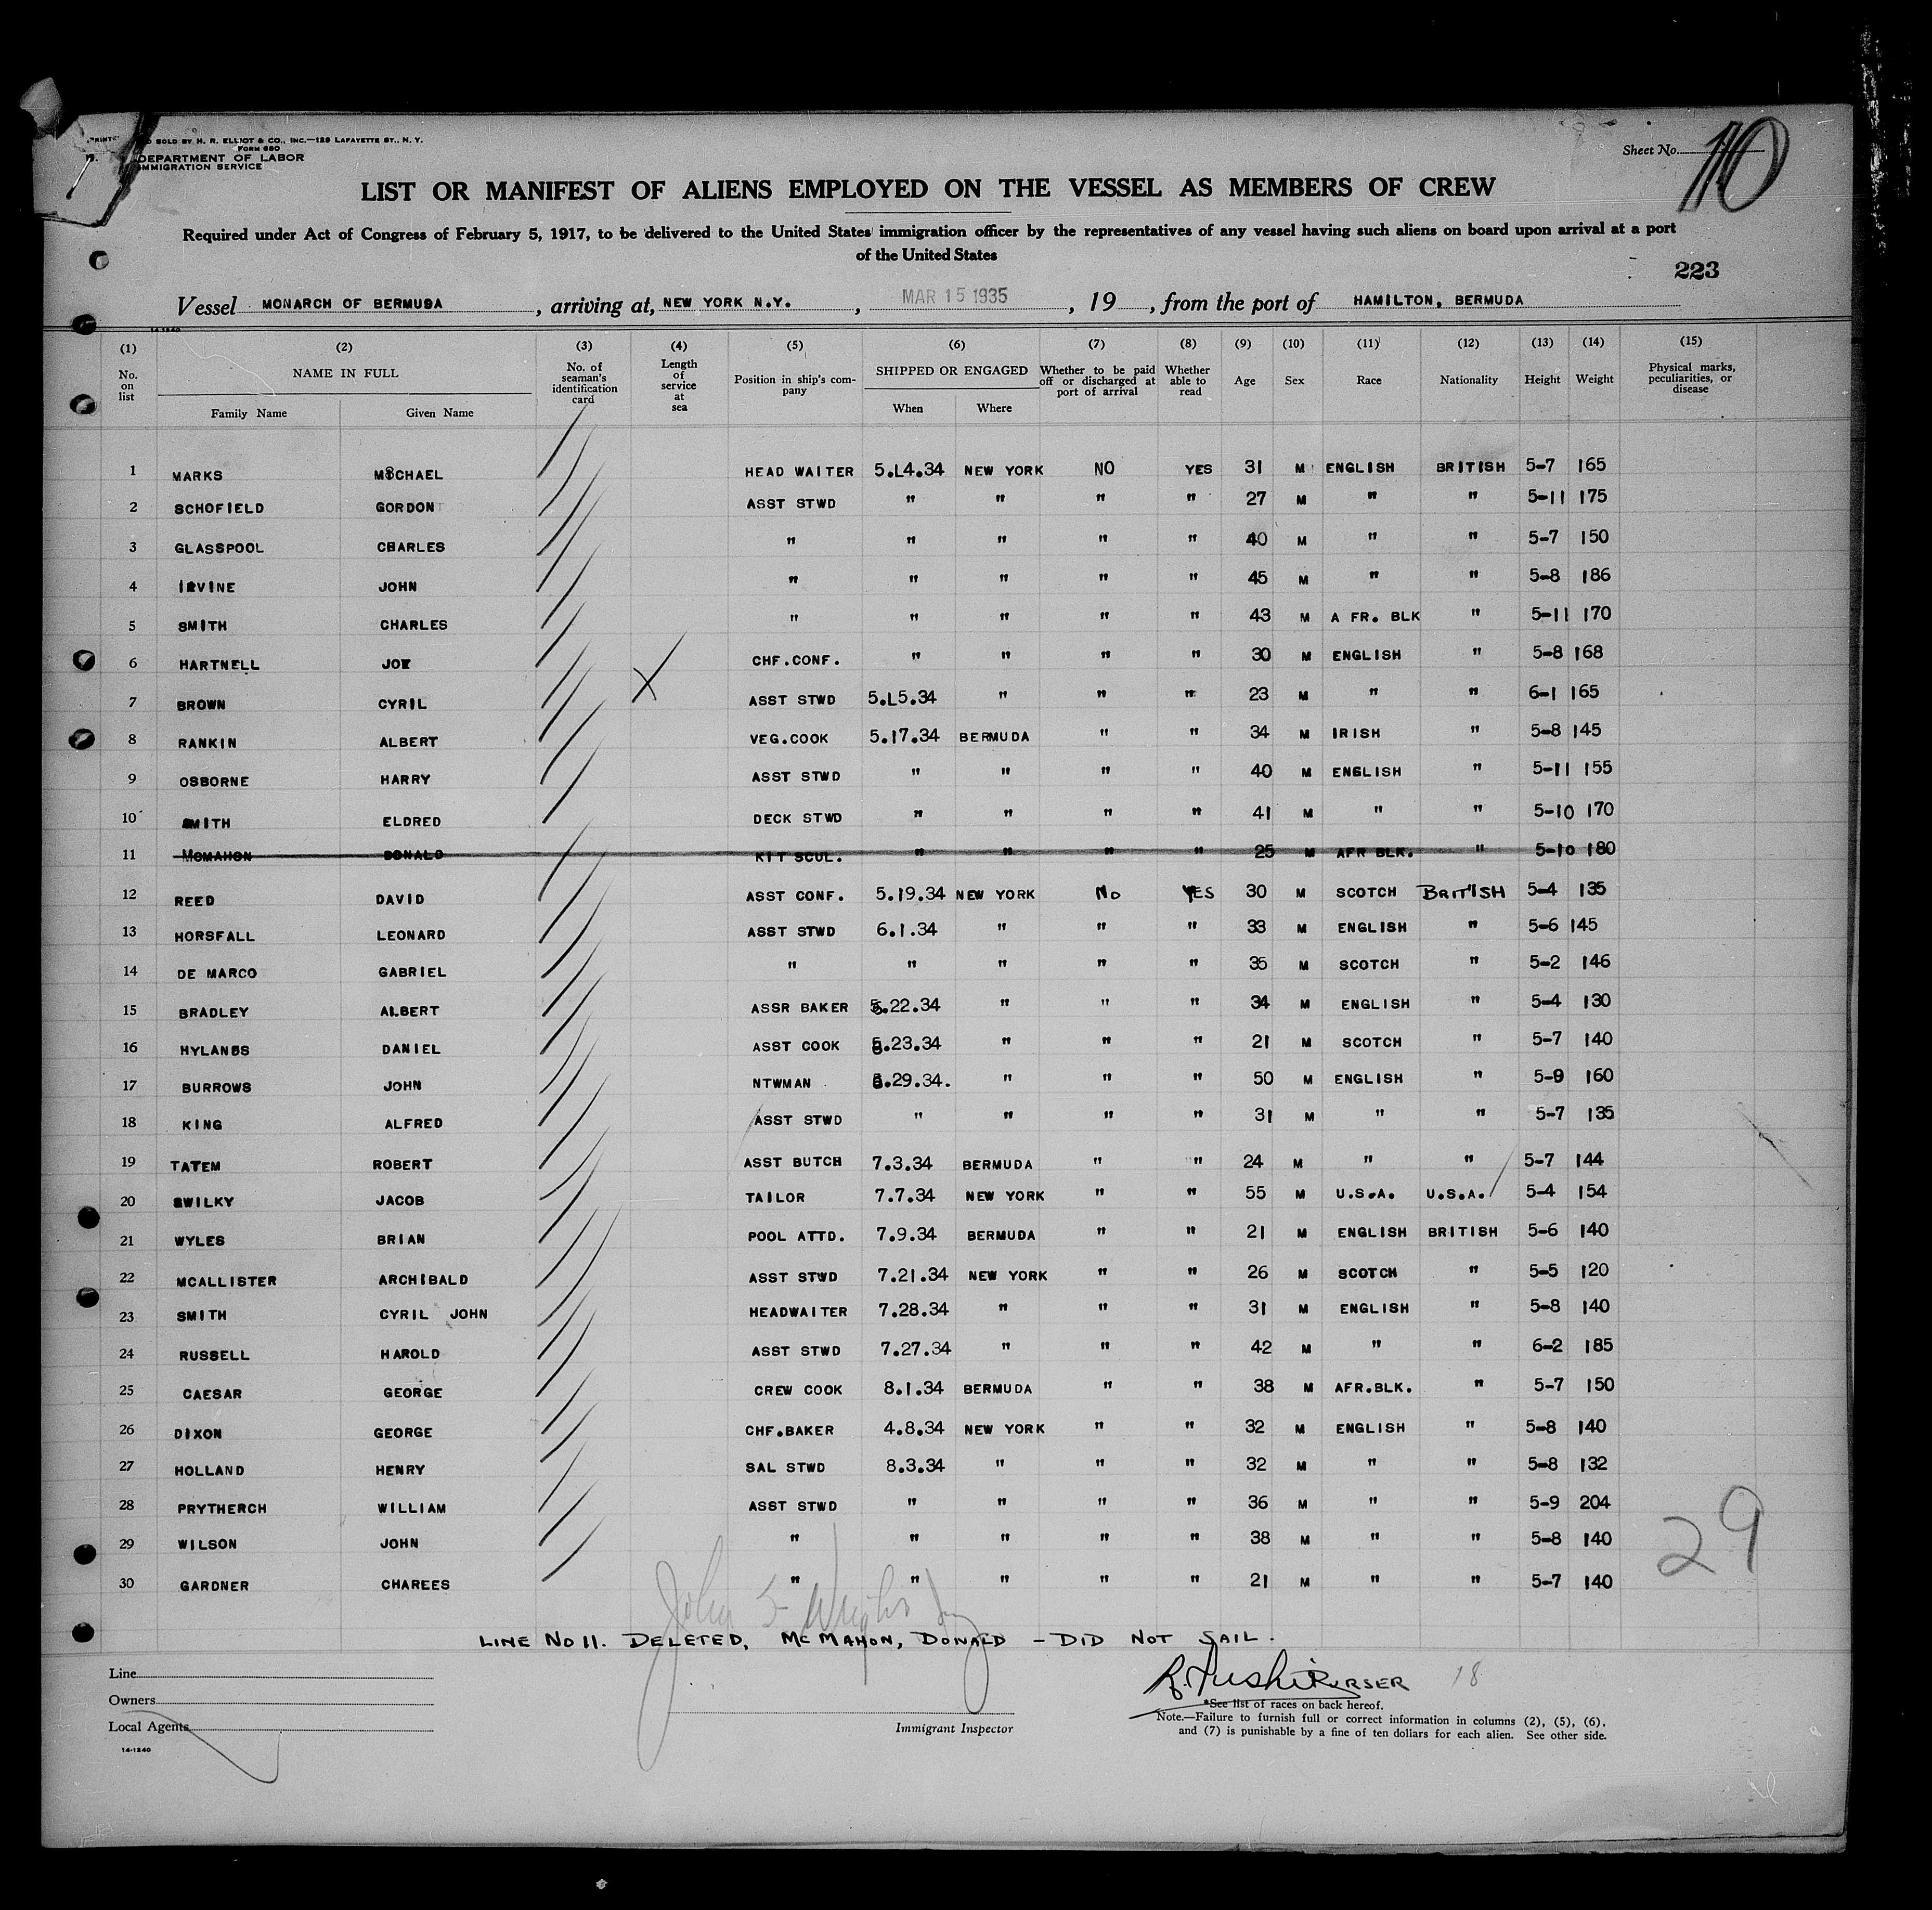 SOLD BY H. R. ELLIOT & CO., INC.—129 LAFAYETTE ST., N. Y.
FORM 680
DEPARTMENT OF LABOR
IMMIGRATION SERVICE
Sheet No. 10
LIST OR MANIFEST OF ALIENS EMPLOYED ON THE VESSEL AS MEMBERS OF CREW
Required under Act of Congress of February 5, 1917, to be delivered to the United States immigration officer by the representatives of any vessel having such aliens on board upon arrival at a port
of the United States
223
Vessel MONARCH OF BERMUDA, arriving at, NEW YORK N.Y., MAR 15 1935, 19, from the port of HAMILTON, BERMUDA
14-1240
(1) (2) (3) (4) (5) (6) (7) (8) (9) (10) (11) (12) (13) (14) (15)
No. on list NAME IN FULL Family Name Given Name No. of seaman's identification card Length of service at sea Position in ship's company SHIPPED OR ENGAGED When Where Whether to be paid off or discharged at port of arrival Whether able to read Age Sex Race Nationality Height Weight Physical marks, peculiarities, or disease
1 MARKS MICHAEL HEAD WAITER 5.L4.34 NEW YORK NO YES 31 M ENGLISH BRITISH 5-7 165
2 SCHOFIELD GORDON ASST STWD " " " " 27 M " " 5-11 175
3 GLASSPOOL CHARLES " " " " " 40 M " " 5-7 150
4 IRVINE JOHN " " " " " 45 M " " 5-8 186
5 SMITH CHARLES " " " " " 43 M A FR. BLK " 5-11 170
6 HARTNELL JOE CHF.CONF. " " " " 30 M ENGLISH " 5-8 168
7 BROWN CYRIL X ASST STWD 5.L5.34 " " " 23 M " " 6-1 165
8 RANKIN ALBERT VEG.COOK 5.17.34 BERMUDA " " 34 M IRISH " 5-8 145
9 OSBORNE HARRY ASST STWD " " " " 40 M ENGLISH " 5-11 155
10 SMITH ELDRED DECK STWD " " " " 41 M " " 5-10 170
11 MCMAHON DONALD KIT SCUL. " " " " 25 M AFR BLK. " 5-10 180
12 REED DAVID ASST CONF. 5.19.34 NEW YORK No YES 30 M SCOTCH BRITISH 5-4 135
13 HORSFALL LEONARD ASST STWD 6.1.34 " " " 33 M ENGLISH " 5-6 145
14 DE MARCO GABRIEL " " " " " 35 M SCOTCH " 5-2 146
15 BRADLEY ALBERT ASSR BAKER 5.22.34 " " " 34 M ENGLISH " 5-4 130
16 HYLANDS DANIEL ASST COOK 5.23.34 " " " 21 M SCOTCH " 5-7 140
17 BURROWS JOHN NTWMAN 5.29.34. " " " 50 M ENGLISH " 5-9 160
18 KING ALFRED ASST STWD " " " " 31 M " " 5-7 135
19 TATEM ROBERT ASST BUTCH 7.3.34 BERMUDA " " 24 M " " 5-7 144
20 SWILKY JACOB TAILOR 7.7.34 NEW YORK " " 55 M U.S.A. U.S.A. 5-4 154
21 WYLES BRIAN POOL ATTD. 7.9.34 BERMUDA " " 21 M ENGLISH BRITISH 5-6 140
22 MCALLISTER ARCHIBALD ASST STWD 7.21.34 NEW YORK " " 26 M SCOTCH " 5-5 120
23 SMITH CYRIL JOHN HEADWAITER 7.28.34 " " " 31 M ENGLISH " 5-8 140
24 RUSSELL HAROLD ASST STWD 7.27.34 " " " 42 M " " 6-2 185
25 CAESAR GEORGE CREW COOK 8.1.34 BERMUDA " " 38 M AFR.BLK. " 5-7 150
26 DIXON GEORGE CHF.BAKER 4.8.34 NEW YORK " " 32 M ENGLISH " 5-8 140
27 HOLLAND HENRY SAL STWD 8.3.34 " " " 32 M " " 5-8 132
28 PRYTHERCH WILLIAM ASST STWD " " " " 36 M " " 5-9 204
29 WILSON JOHN " " " " " 38 M " " 5-8 140
30 GARDNER CHAREES " " " " " 21 M " " 5-7 140
29
LINE NO 11. DELETED, MCMAHON, DONALD - DID NOT SAIL.
Line
Owners
Local Agents
14-1240
John
Immigrant Inspector
PURSER 18
*See list of races on back hereof.
Note.—Failure to furnish full or correct information in columns (2), (5), (6),
and (7) is punishable by a fine of ten dollars for each alien. See other side.